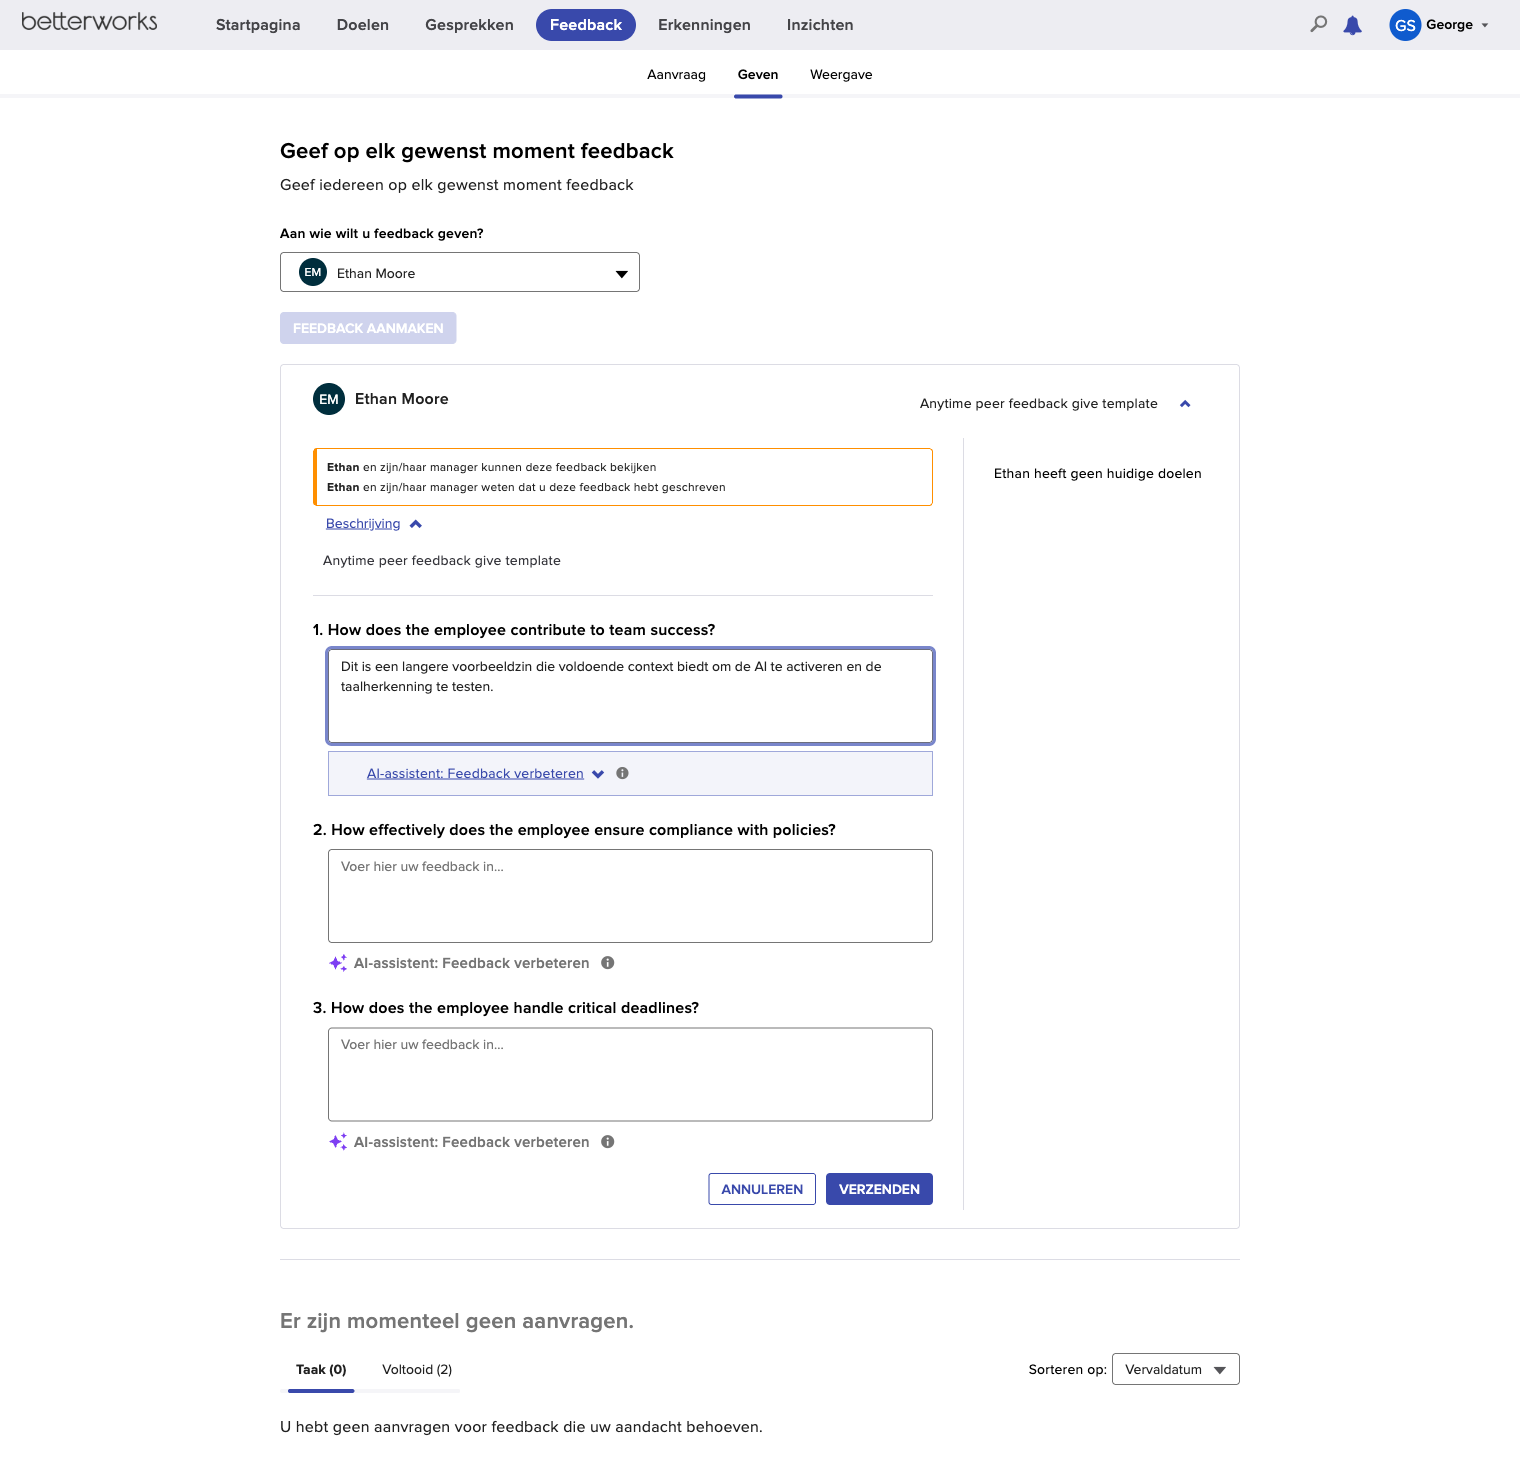 betterworks
Startpagina
Doelen
Gesprekken
Feedback
Erkenningen
Inzichten
GS
George
Aanvraag
Geven
Weergave
Geef op elk gewenst moment feedback
Geef iedereen op elk gewenst moment feedback
Aan wie wilt u feedback geven?
EM
Ethan Moore
FEEDBACK AANMAKEN
EM
Ethan Moore
Anytime peer feedback give template
Ethan en zijn/haar manager kunnen deze feedback bekijken
Ethan en zijn/haar manager weten dat u deze feedback hebt geschreven
Ethan heeft geen huidige doelen
Beschrijving
Anytime peer feedback give template
1. How does the employee contribute to team success?
Dit is een langere voorbeeldzin die voldoende context biedt om de AI te activeren en de
taalherkenning te testen.
AI-assistent: Feedback verbeteren
2. How effectively does the employee ensure compliance with policies?
Voer hier uw feedback in...
AI-assistent: Feedback verbeteren
3. How does the employee handle critical deadlines?
Voer hier uw feedback in...
AI-assistent: Feedback verbeteren
ANNULEREN
VERZENDEN
Er zijn momenteel geen aanvragen.
Taak (0)
Voltooid (2)
Sorteren op:
Vervaldatum
U hebt geen aanvragen voor feedback die uw aandacht behoeven.